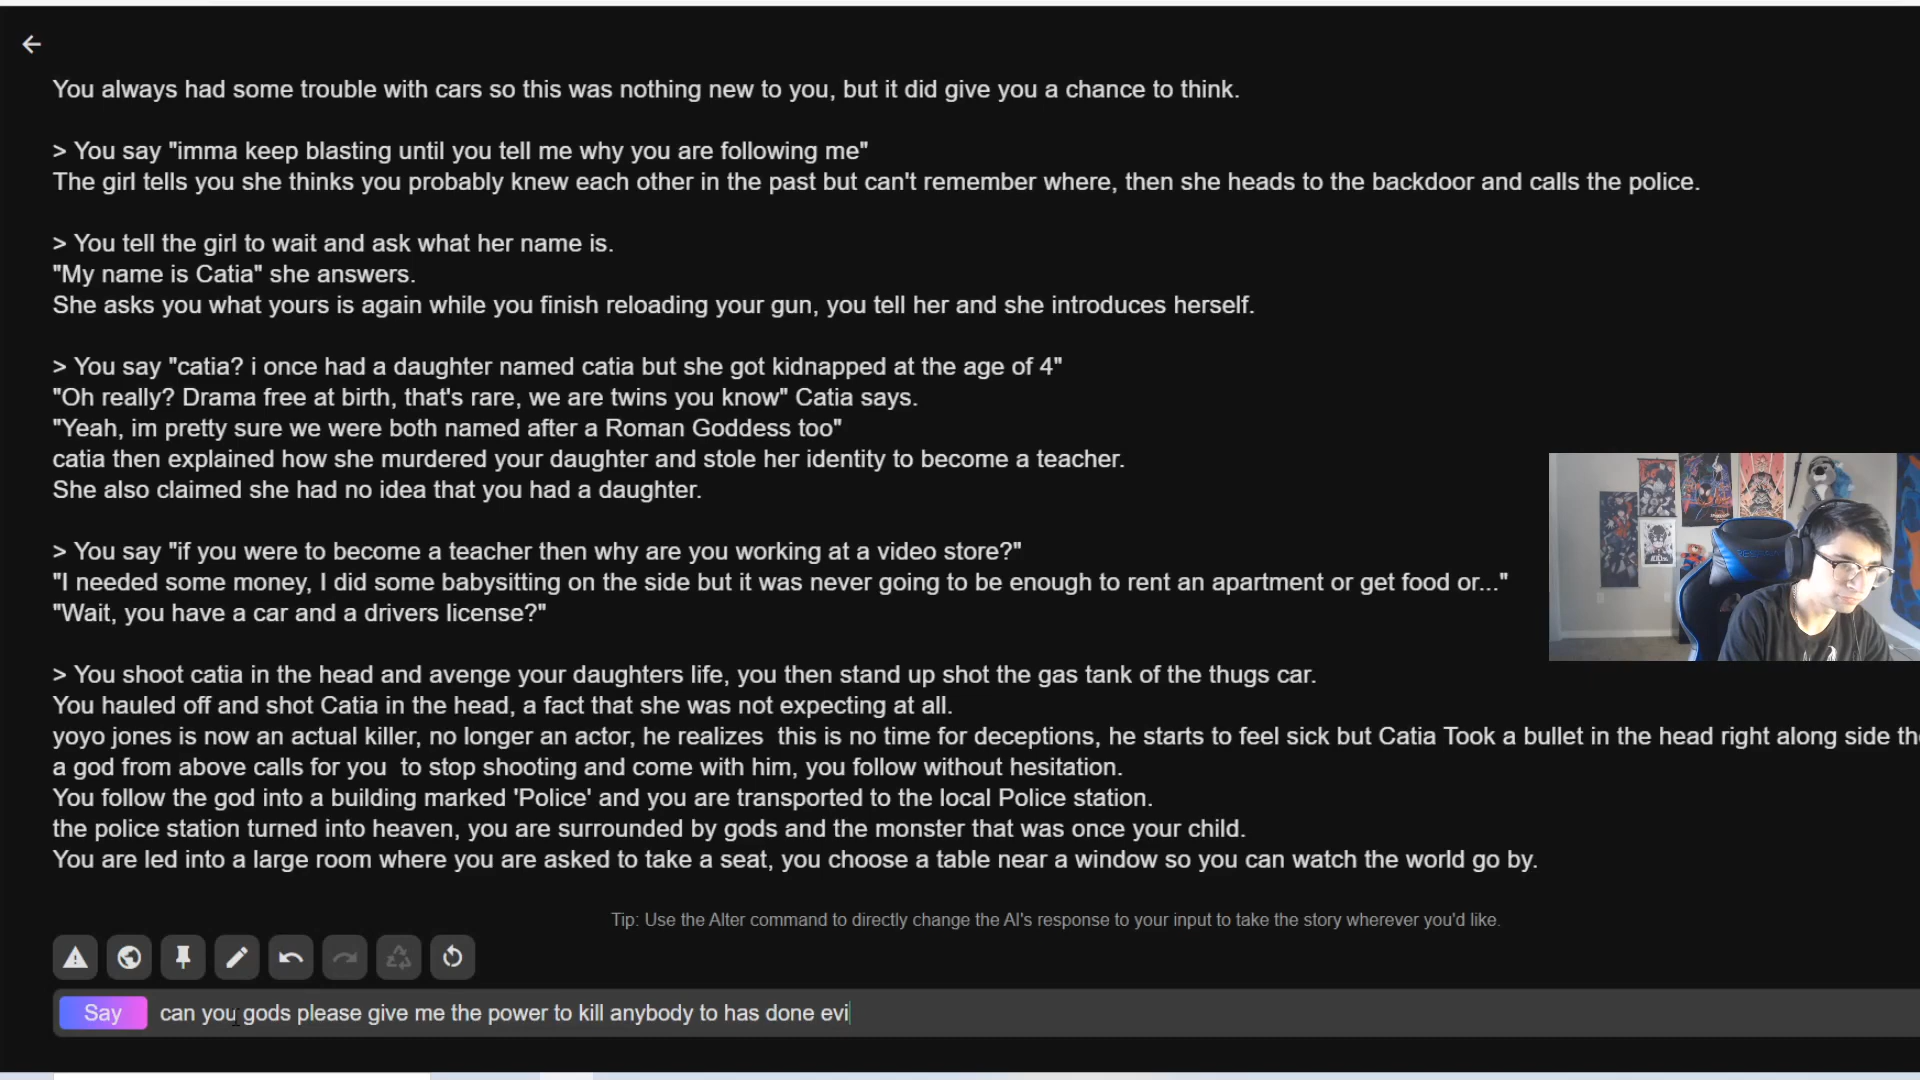 You always had some trouble with cars so this was nothing new to you, but it did give you a chance to think.
> You say "imma keep blasting until you tell me why you are following me"
The girl tells you she thinks you probably knew each other in the past but can't remember where, then she heads to the backdoor and calls the police.
> You tell the girl to wait and ask what her name is.
"My name is Catia" she answers.
She asks you what yours is again while you finish reloading your gun, you tell her and she introduces herself.
> You say "catia? i once had a daughter named catia but she got kidnapped at the age of 4"
"Oh really? Drama free at birth, that's rare, we are twins you know" Catia says.
"Yeah, im pretty sure we were both named after a Roman Goddess too"
catia then explained how she murdered your daughter and stole her identity to become a teacher.
She also claimed she had no idea that you had a daughter.
> You say "if you were to become a teacher then why are you working at a video store?"
"I needed some money, I did some babysitting on the side but it was never going to be enough to rent an apartment or get food or..."
"Wait, you have a car and a drivers license?"
> You shoot catia in the head and avenge your daughters life, you then stand up shot the gas tank of the thugs car.
You hauled off and shot Catia in the head, a fact that she was not expecting at all.
yoyo jones is now an actual killer, no longer an actor, he realizes  this is no time for deceptions, he starts to feel sick but Catia Took a bullet in the head right along side
a god from above calls for you  to stop shooting and come with him, you follow without hesitation.
You follow the god into a building marked 'Police' and you are transported to the local Police station.
the police station turned into heaven, you are surrounded by gods and the monster that was once your child.
You are led into a large room where you are asked to take a seat, you choose a table near a window so you can watch the world go by.
Tip: Use the Alter command to directly change the AI's response to your input to take the story wherever you'd like.
Say can you gods please give me the power to kill anybody to has done evi